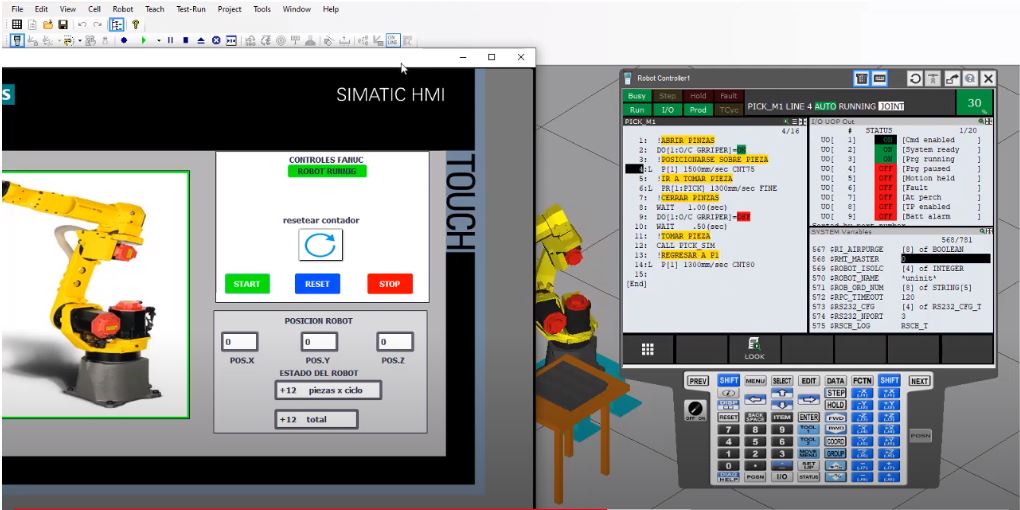 File Edit View Cell Robot Teach Test-Run Project Tools Window Help
S
SIMATIC HMI
TOUCH
CONTROLES FANUC
ROBOT RUNNIG
resetear contador
START RESET STOP
POSICION ROBOT
0 0 0
POS.X POS.Y POS.Z
ESTADO DEL ROBOT
+12 piezas x ciclo
+12 total
Robot Controller1
Busy Step Hold Fault
Run I/O Prod TCyc
PICK_M1 LINE 4 AUTO RUNNING JOINT
30 %
PICK_M1
4/16
1: !ABRIR PINZAS
2: DO[1:O/C GRRIPER]=ON
3: !POSICIONARSE SOBRE PIEZA
4:L P[1] 1500mm/sec CNT75
5: !IR A TOMAR PIEZA
6:L PR[1:PICK] 1300mm/sec FINE
7: !CERRAR PINZAS
8: WAIT 1.00(sec)
9: DO[1:O/C GRRIPER]=OFF
10: WAIT .50(sec)
11: !TOMAR PIEZA
12: CALL PICK_SIM
13: !REGRESAR A P1
14:L P[1] 1300mm/sec CNT80
15:
[End]
I/O UOP Out
# STATUS 1/20
UO[ 1] ON [Cmd enabled ]
UO[ 2] ON [System ready ]
UO[ 3] ON [Prg running ]
UO[ 4] OFF [Prg paused ]
UO[ 5] OFF [Motion held ]
UO[ 6] OFF [Fault ]
UO[ 7] OFF [At perch ]
UO[ 8] OFF [TP enabled ]
UO[ 9] OFF [Batt alarm ]
SYSTEM Variables
568/781
567 $RI_AIRPURGE [8] of BOOLEAN
568 $RMT_MASTER 0
569 $ROBOT_ISOLC [4] of INTEGER
570 $ROBOT_NAME *uninit*
571 $ROB_ORD_NUM [8] of STRING[5]
572 $RPC_TIMEOUT 120
573 $RS232_CFG [4] of RS232_CFG_T
574 $RS232_NPORT 3
575 $RSCH_LOG RSCH_T
LOOK
PREV SHIFT MENU SELECT EDIT DATA FCTN SHIFT NEXT
DISP STEP
HOLD
OFF ON
RESET BACK SPACE ITEM ENTER FWD
7 8 9 TOOL 1 BWD
4 5 6 TOOL 2 COORD POSN
1 2 3 MOVE MENU GROUP
0 . SET UP
DIAG HELP POSN I/O STATUS